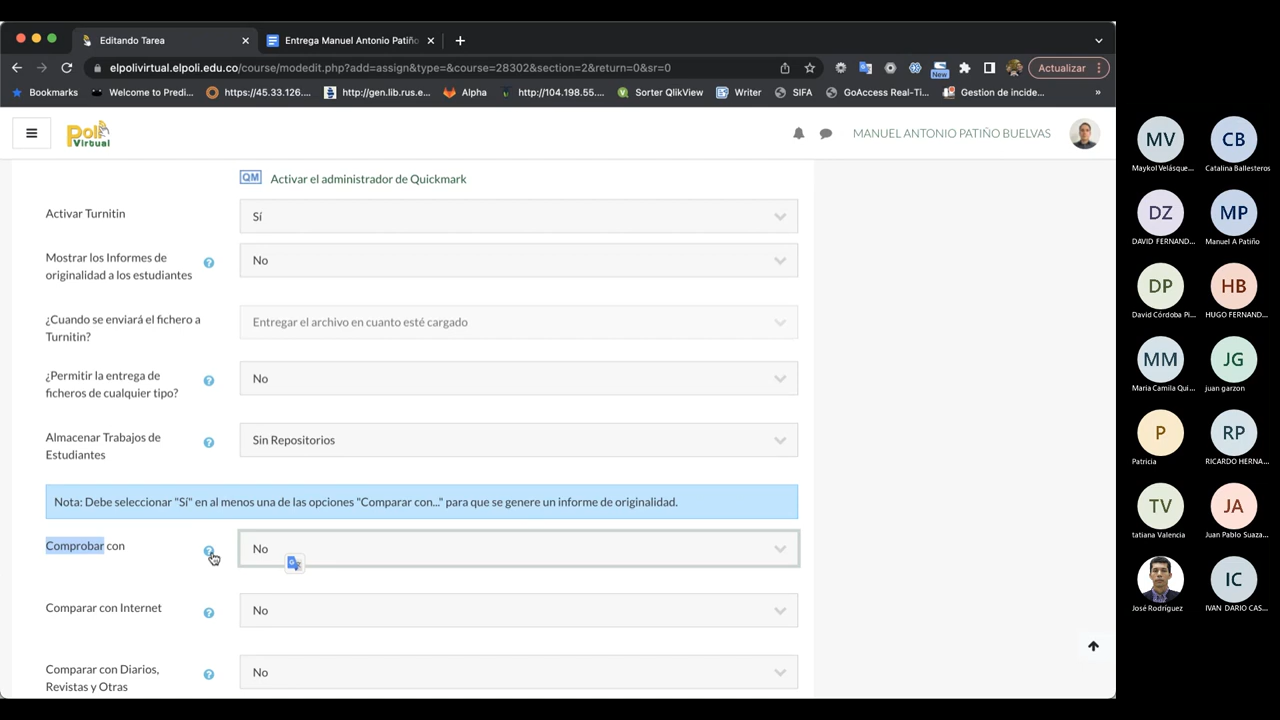 Editando Tarea
Entrega Manuel Antonio Patiño
elpolivirtual.elpoli.edu.co/course/modedit.php?add=assign&type=&course=28302&section=2&return=0&sr=0
Actualizar
New
Bookmarks
Welcome to Predi...
https://45.33.126....
http://gen.lib.rus.e...
Alpha
http://104.198.55....
Sorter QlikView
Writer
SIFA
GoAccess Real-Ti...
Gestion de incide...
»
Poli
Virtual
MANUEL ANTONIO PATIÑO BUELVAS
QM
Activar el administrador de Quickmark
Activar Turnitin
Sí
Mostrar los Informes de
originalidad a los estudiantes
?
No
¿Cuando se enviará el fichero a
Turnitin?
Entregar el archivo en cuanto esté cargado
¿Permitir la entrega de
ficheros de cualquier tipo?
?
No
Almacenar Trabajos de
Estudiantes
?
Sin Repositorios
Nota: Debe seleccionar "Sí" en al menos una de las opciones "Comparar con..." para que se genere un informe de originalidad.
Comprobar con
?
No
Comparar con Internet
?
No
Comparar con Diarios,
Revistas y Otras
?
No
MV
Maykol Velásque...
CB
Catalina Ballesteros
DZ
DAVID FERNAND...
MP
Manuel A Patiño
DP
David Córdoba Pi...
HB
HUGO FERNAND...
MM
Maria Camila Qui...
JG
juan garzon
P
Patricia
RP
RICARDO HERNA...
TV
tatiana Valencia
JA
Juan Pablo Suaza...
José Rodríguez
IC
IVAN DARIO CAS...